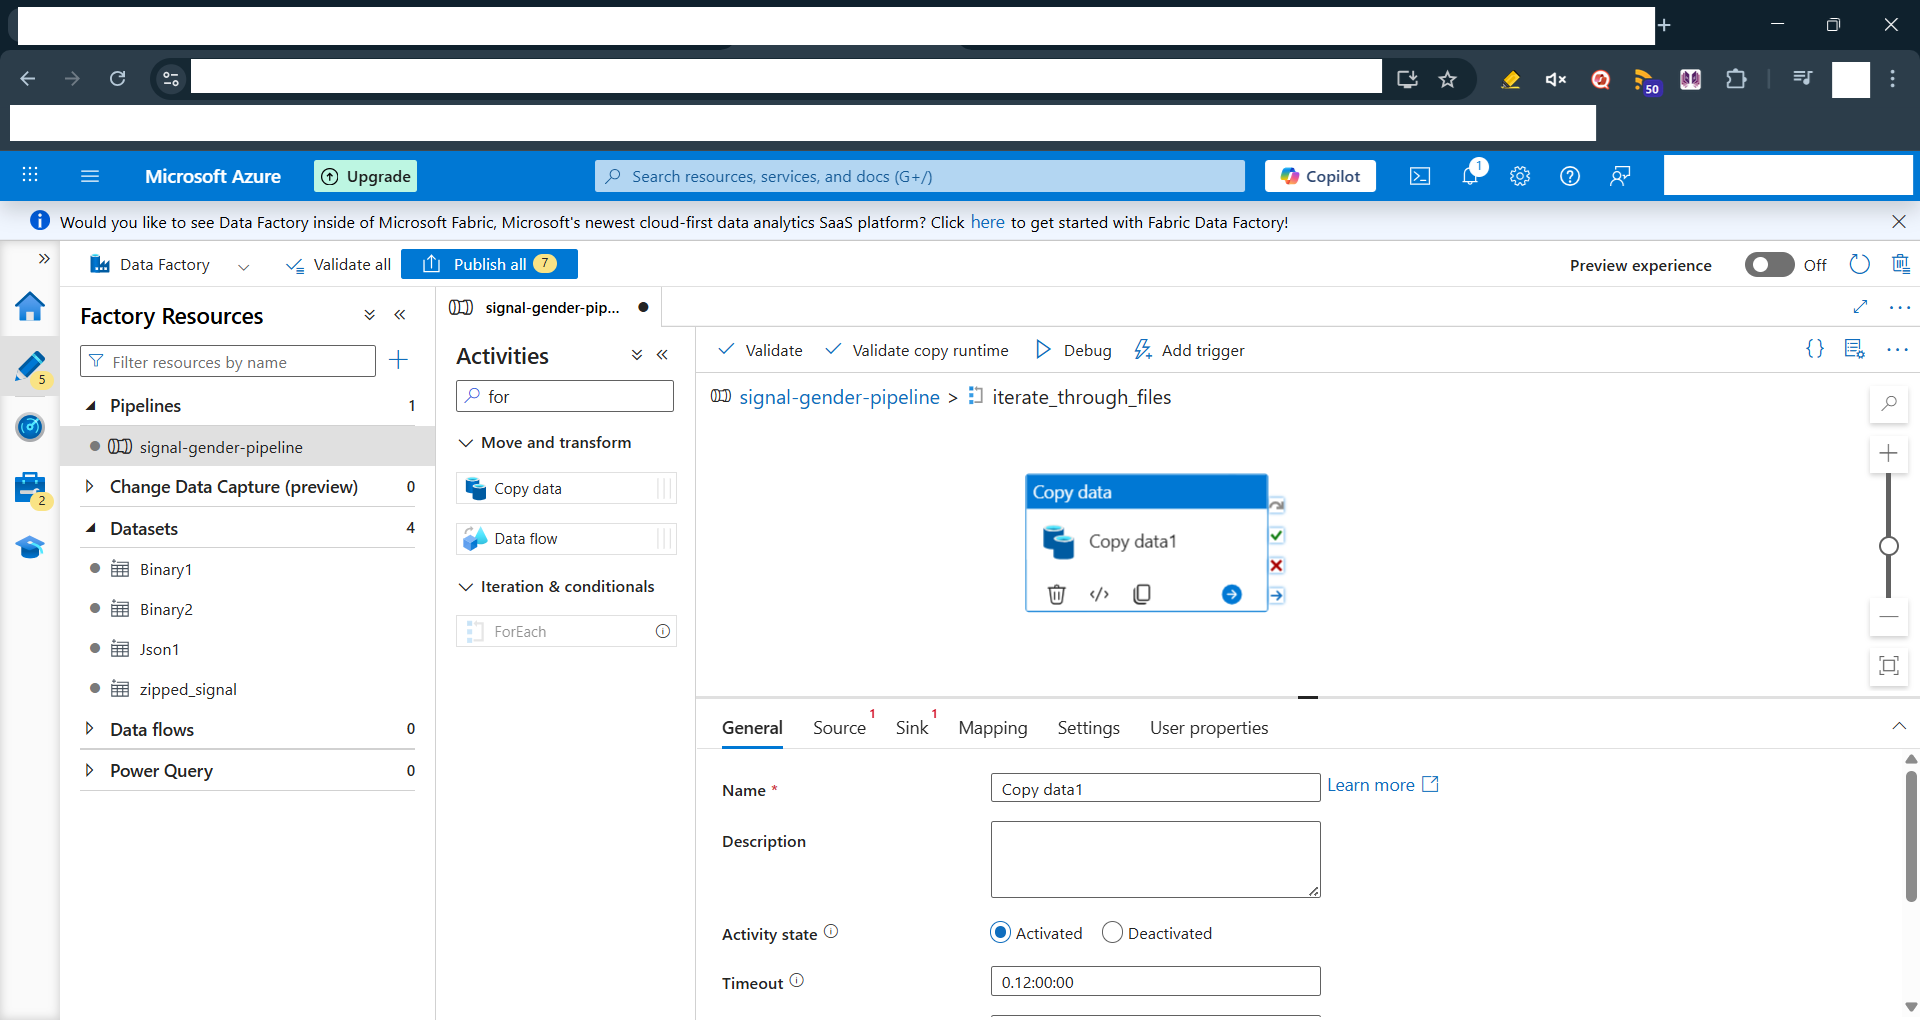 50
Microsoft Azure
Upgrade
Search resources, services, and docs (G+/)
Copilot
1
Would you like to see Data Factory inside of Microsoft Fabric, Microsoft's newest cloud-first data analytics SaaS platform? Click here to get started with Fabric Data Factory!
Data Factory
Validate all
Publish all 7
Preview experience
Off
Factory Resources
Filter resources by name
5
2
Pipelines 1
signal-gender-pipeline
Change Data Capture (preview) 0
Datasets 4
Binary1
Binary2
Json1
zipped_signal
Data flows 0
Power Query 0
signal-gender-pip...
Activities
for
Move and transform
Copy data
Data flow
Iteration & conditionals
ForEach
Validate
Validate copy runtime
Debug
Add trigger
signal-gender-pipeline > iterate_through_files
Copy data
Copy data1
General
Source 1
Sink 1
Mapping
Settings
User properties
Name *
Copy data1
Learn more
Description
Activity state
Activated
Deactivated
Timeout
0.12:00:00